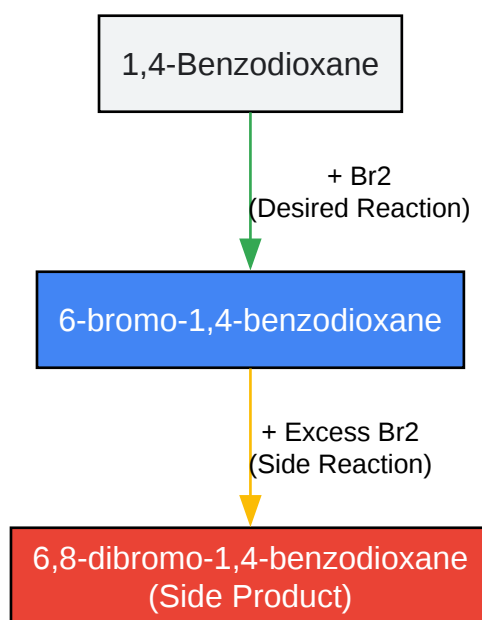 1,4-Benzodioxane
+ Br2
(Desired Reaction)
6-bromo-1,4-benzodioxane
+ Excess Br2
(Side Reaction)
6,8-dibromo-1,4-benzodioxane
(Side Product)